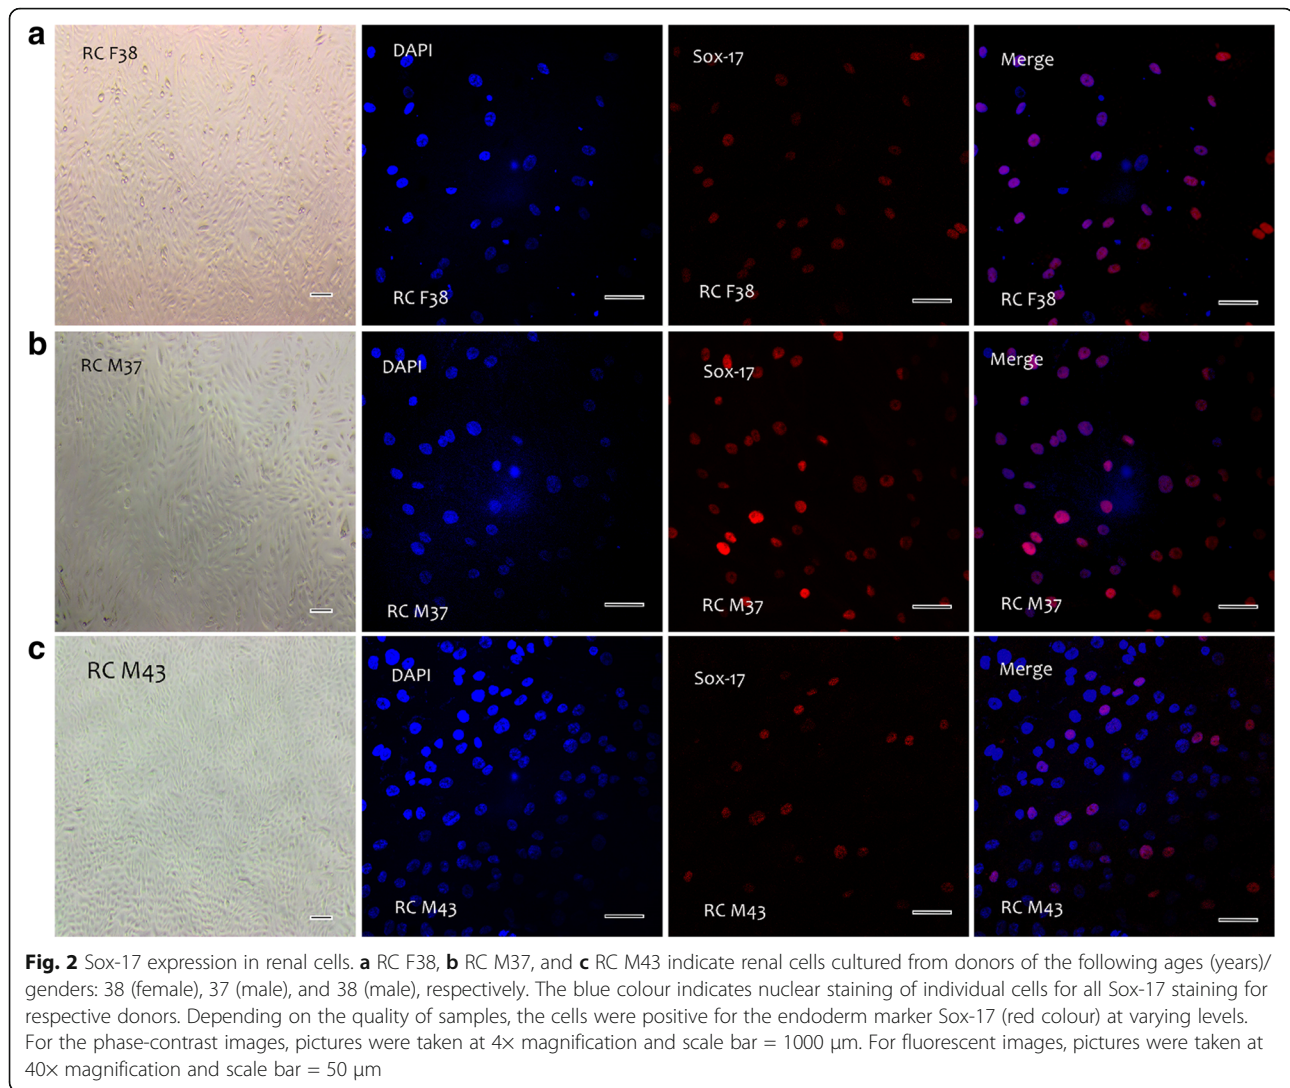 a
RC F38
DAPI
RC F38
Sox-17
RC F38
Merge
RC F38
b
RC M37
DAPI
RC M37
Sox-17
RC M37
Merge
RC M37
c
RC M43
DAPI
RC M43
Sox-17
RC M43
Merge
RC M43
Fig. 2 Sox-17 expression in renal cells. a RC F38, b RC M37, and c RC M43 indicate renal cells cultured from donors of the following ages (years)/
genders: 38 (female), 37 (male), and 38 (male), respectively. The blue colour indicates nuclear staining of individual cells for all Sox-17 staining for
respective donors. Depending on the quality of samples, the cells were positive for the endoderm marker Sox-17 (red colour) at varying levels.
For the phase-contrast images, pictures were taken at 4× magnification and scale bar = 1000 μm. For fluorescent images, pictures were taken at
40× magnification and scale bar = 50 μm